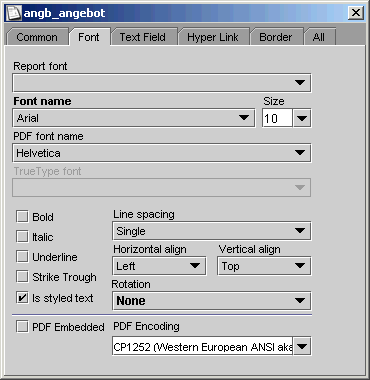 angb_angebot
Common Font Text Field Hyper Link Border All
Report font
Font name Size
Arial 10
PDF font name
Helvetica
TrueType font
Bold
Italic
Underline
Strike Trough
Is styled text
Line spacing
Single
Horizontal align Vertical align
Left Top
Rotation
None
PDF Embedded PDF Encoding
CP1252 (Western European ANSI aka